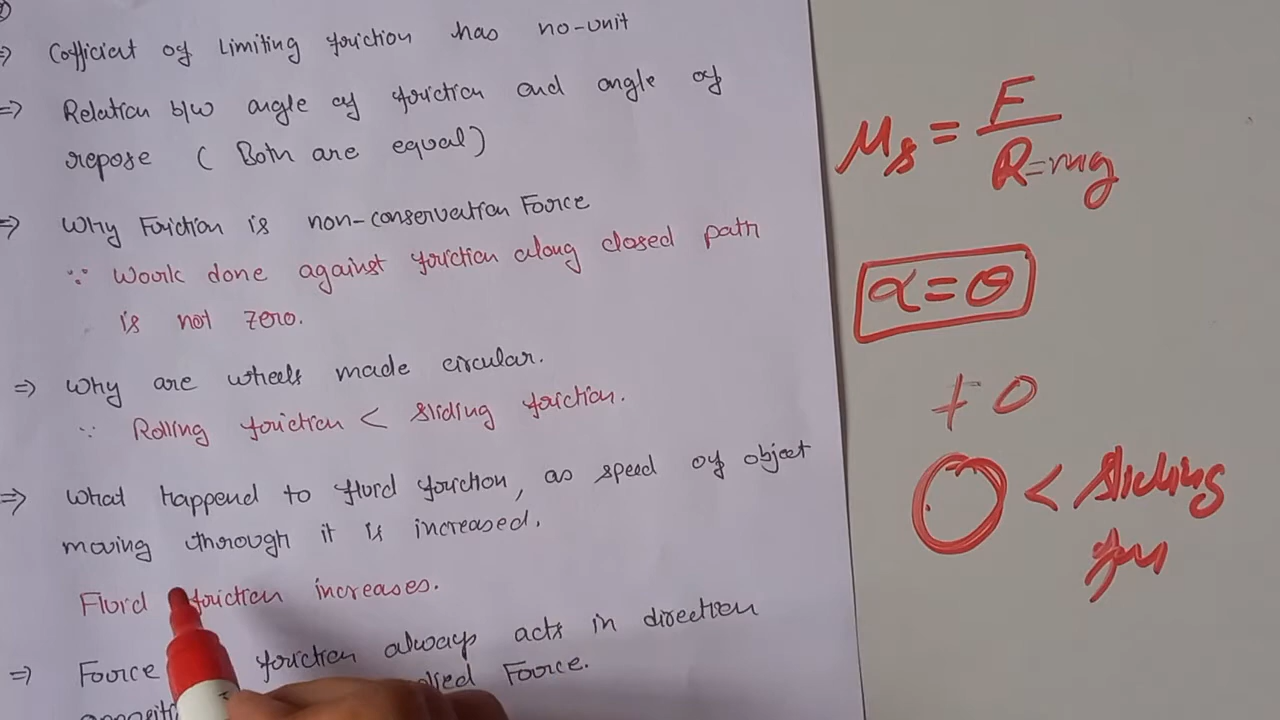 => Cofficient of Limiting friction has no-unit
=> Relation b/w angle of friction and angle of
repose ( Both are equal)
=> Why Friction is non-conservation Force
∵ Work done against friction along closed path
is not zero.
=> Why are wheels made circular.
∵ Rolling friction < Sliding friction.
=> What happend to fluid friction, as speed of object
moving through it is increased.
Fluid friction increases.
=> Force friction always acts in direction
Force.
μs = F
R=mg
α=θ
≠ 0
< sliding